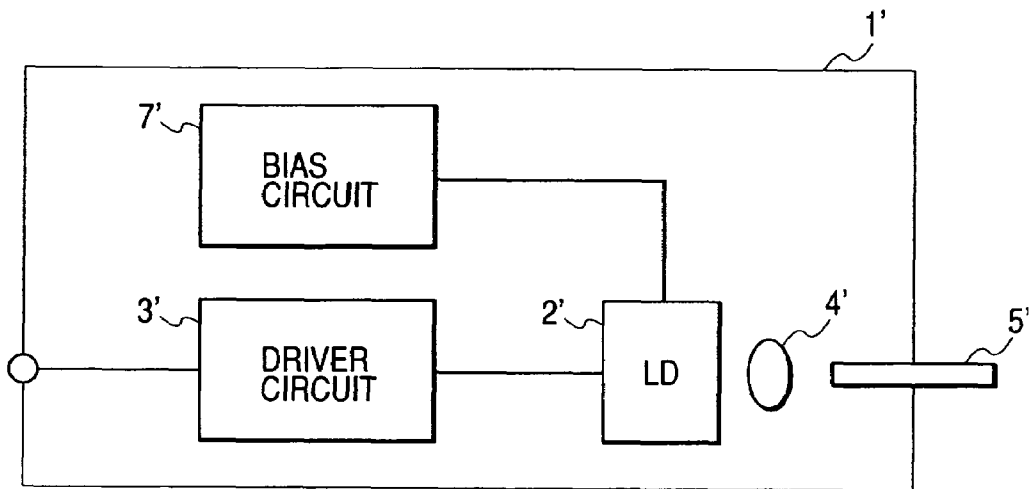 1'
7'
BIAS
CIRCUIT
3'
DRIVER
CIRCUIT
2'
LD
4'
5'